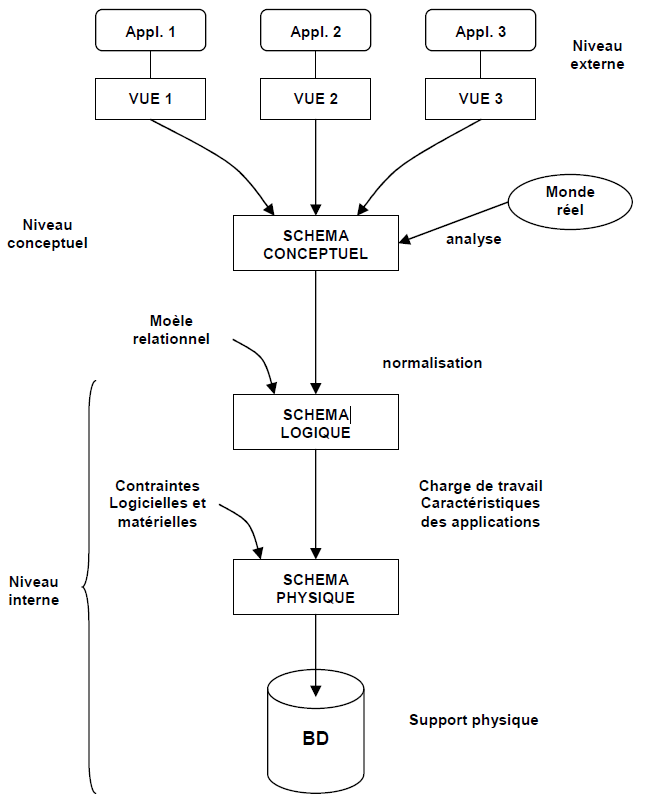 Appl. 1
Appl. 2
Appl. 3
Niveau
externe
VUE 1
VUE 2
VUE 3
Monde
réel
Niveau
conceptuel
SCHEMA
CONCEPTUEL
analyse
Moèle
relationnel
normalisation
SCHEMA
LOGIQUE
Contraintes
Logicielles et
matérielles
Charge de travail
Caractéristiques
des applications
Niveau
interne
SCHEMA
PHYSIQUE
BD
Support physique